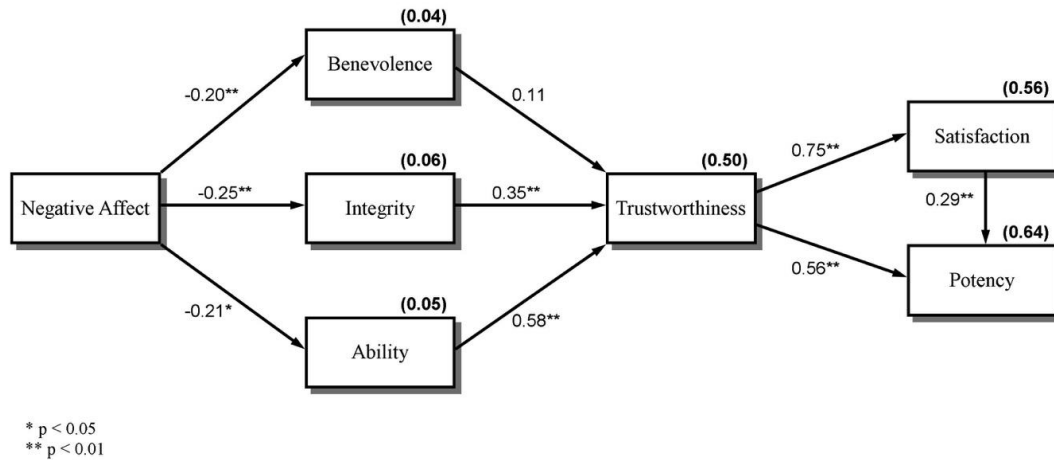 (0.04)
Benevolence
-0.20**
0.11
(0.56)
Satisfaction
(0.06)
(0.50)
0.75**
Negative Affect
-0.25**
Integrity
0.35**
Trustworthiness
0.29**
(0.64)
0.56**
Potency
(0.05)
-0.21*
Ability
0.58**
* p < 0.05
** p < 0.01